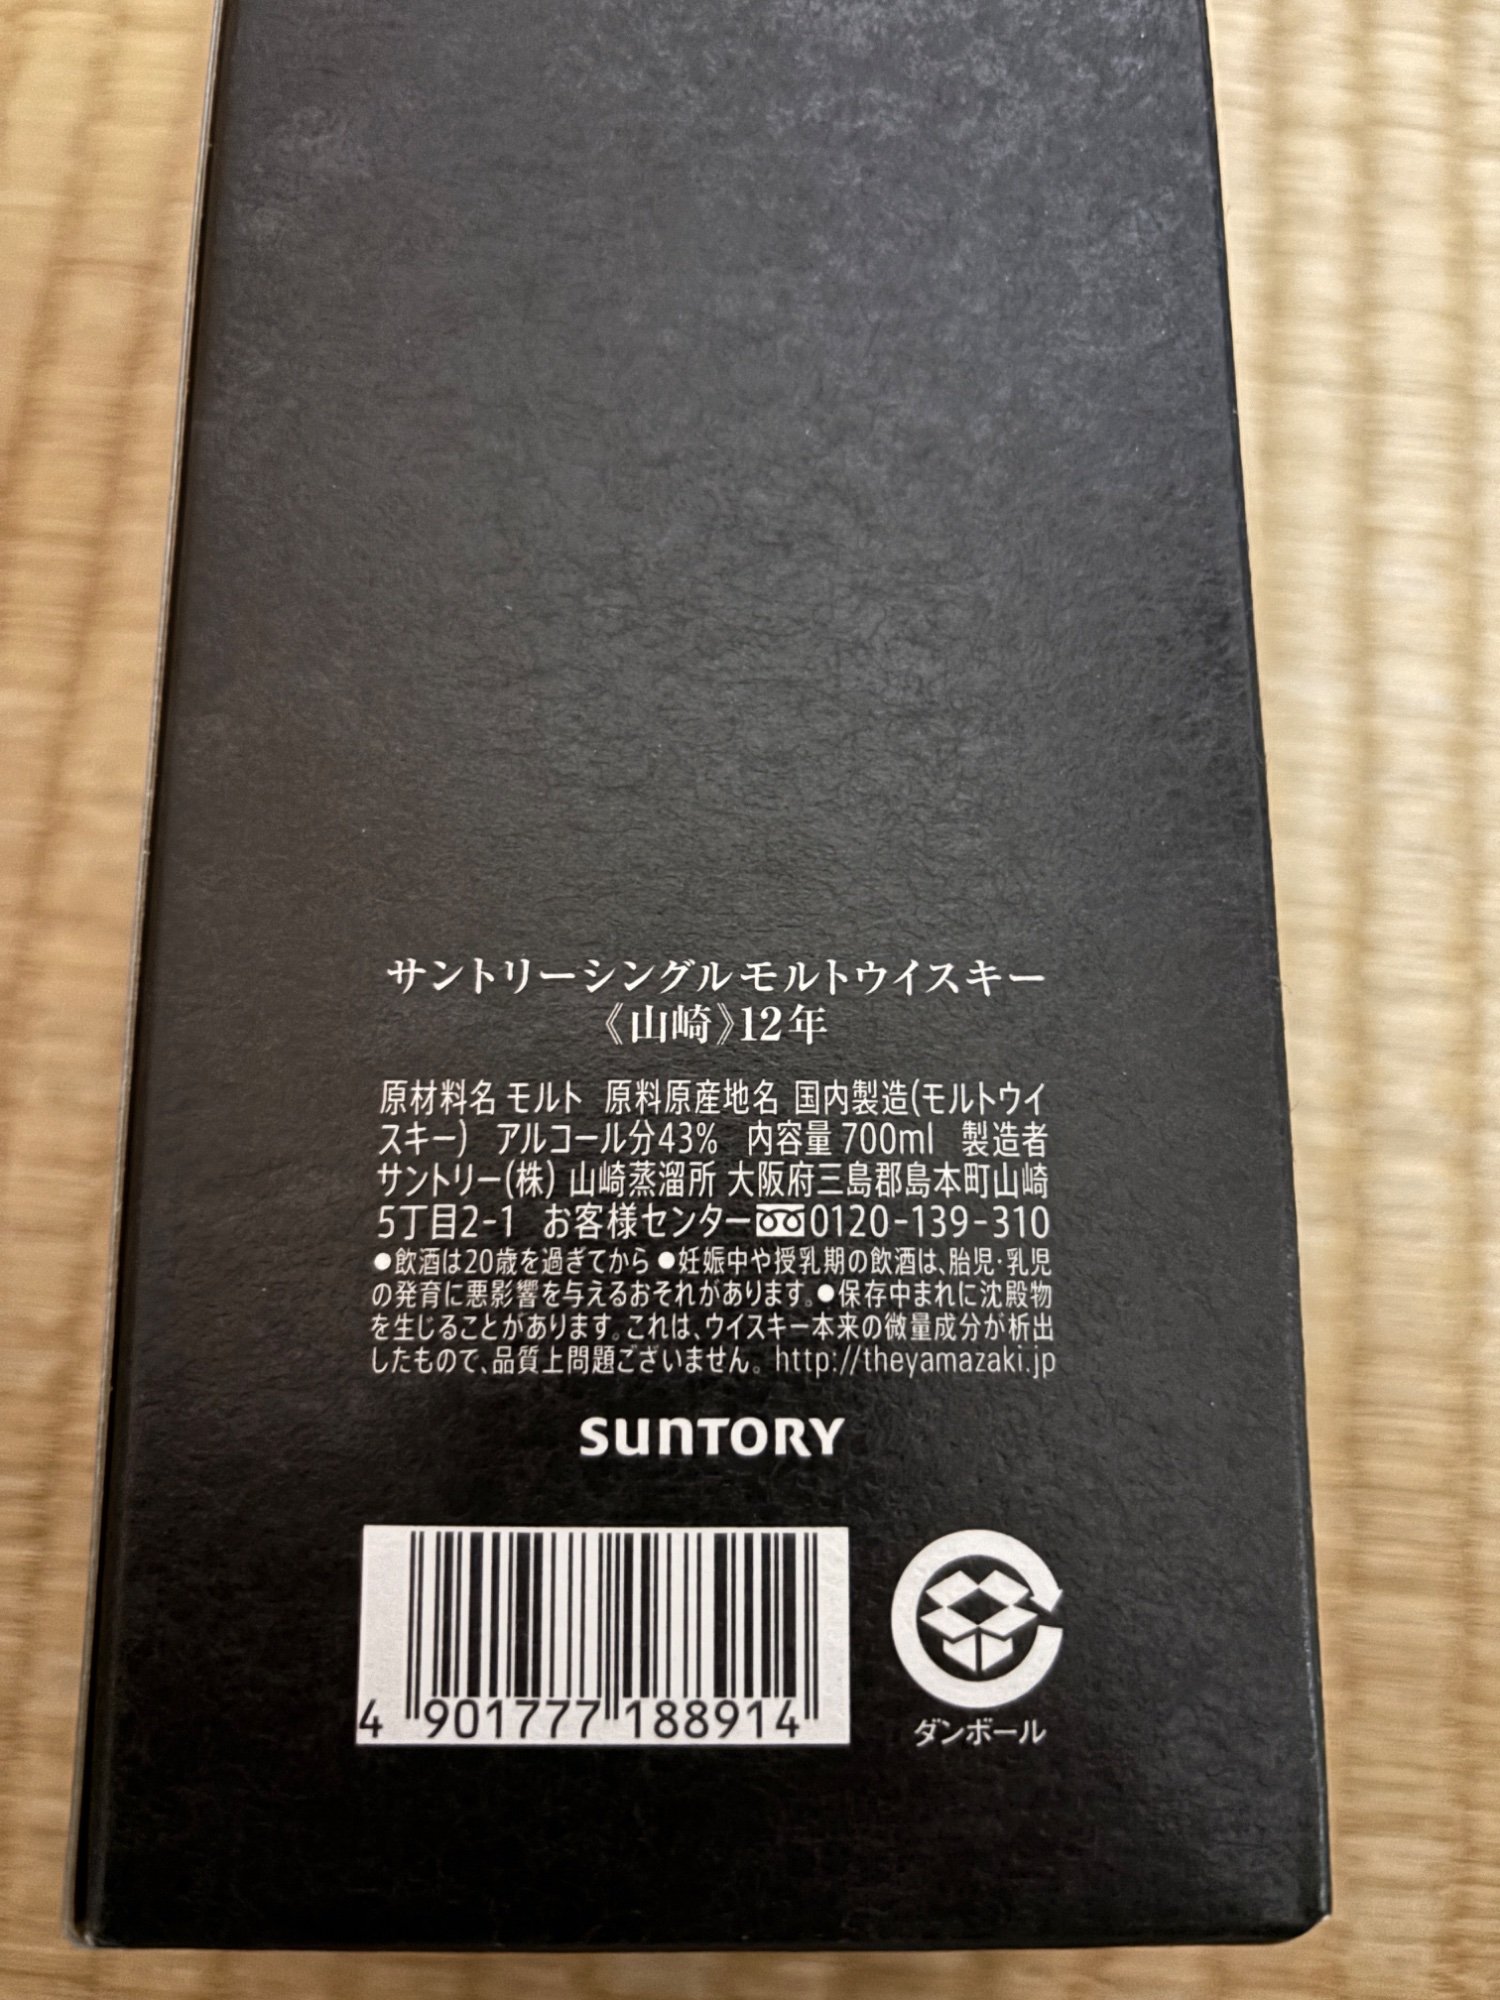 サントリーシングルモルトウイスキー
《山崎》12年
原材料名 モルト 原料原産地名 国内製造(モルトウイ
スキー) アルコール分43% 内容量700ml 製造者
サントリー(株) 山崎蒸溜所 大阪府三島郡島本町山崎
5丁目2-1 お客様センター0120-139-310
●飲酒は20歳を過ぎてから ●妊娠中や授乳期の飲酒は、胎児・乳児
の発育に悪影響を与えるおそれがあります。●保存中まれに沈殿物
を生じることがあります。これは、ウイスキー本来の微量成分が析出
したもので、品質上問題ございません。http://theyamazaki.jp
SUNTORY
4 901777 188914
ダンボール